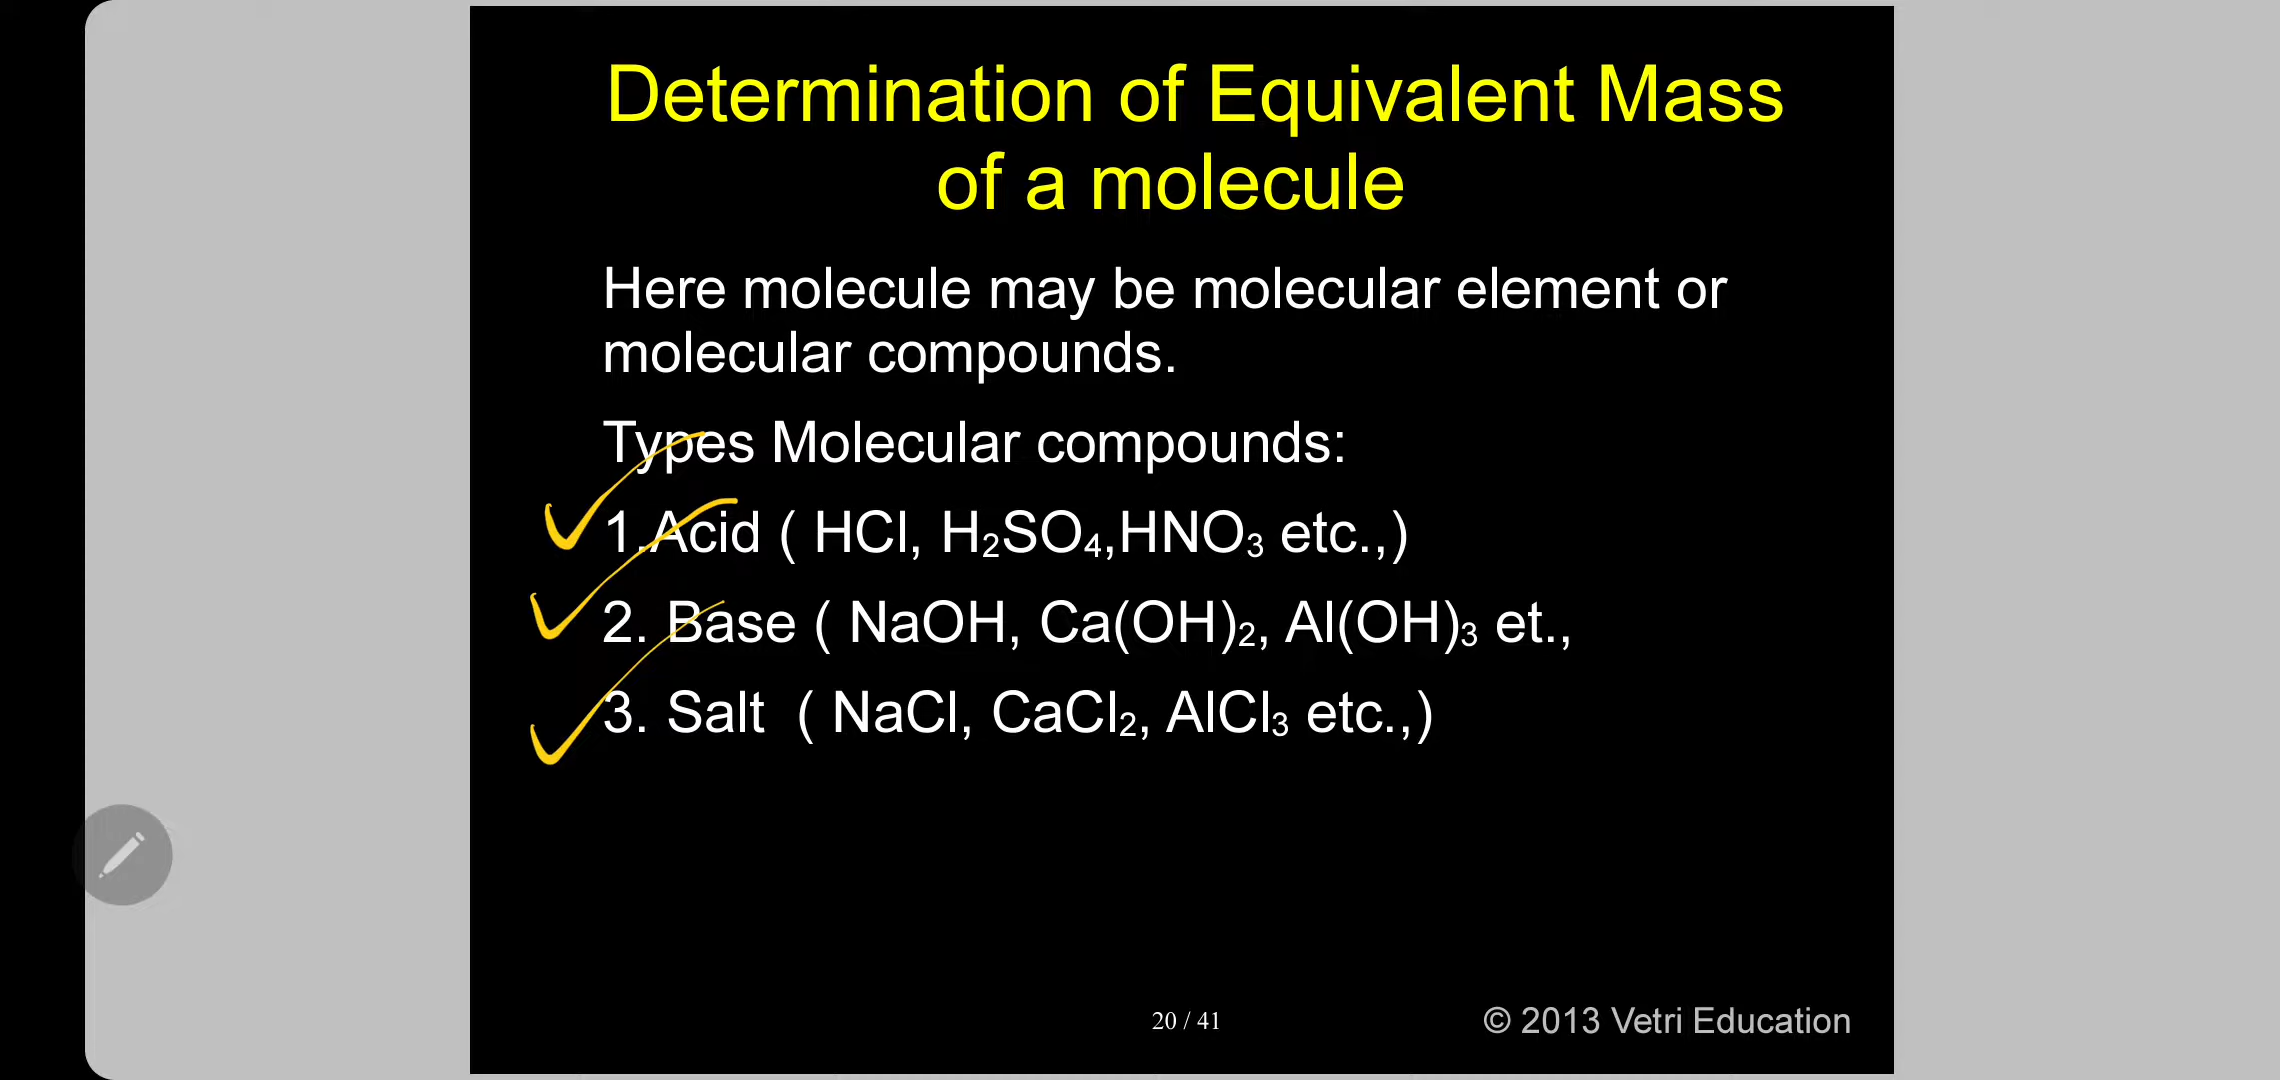 Determination of Equivalent Mass
of a molecule
Here molecule may be molecular element or
molecular compounds.
Types Molecular compounds:
1.Acid ( HCl, H₂SO₄,HNO₃ etc.,)
2. Base ( NaOH, Ca(OH)₂, Al(OH)₃ et.,
3. Salt ( NaCl, CaCl₂, AlCl₃ etc.,)
20 / 41
© 2013 Vetri Education